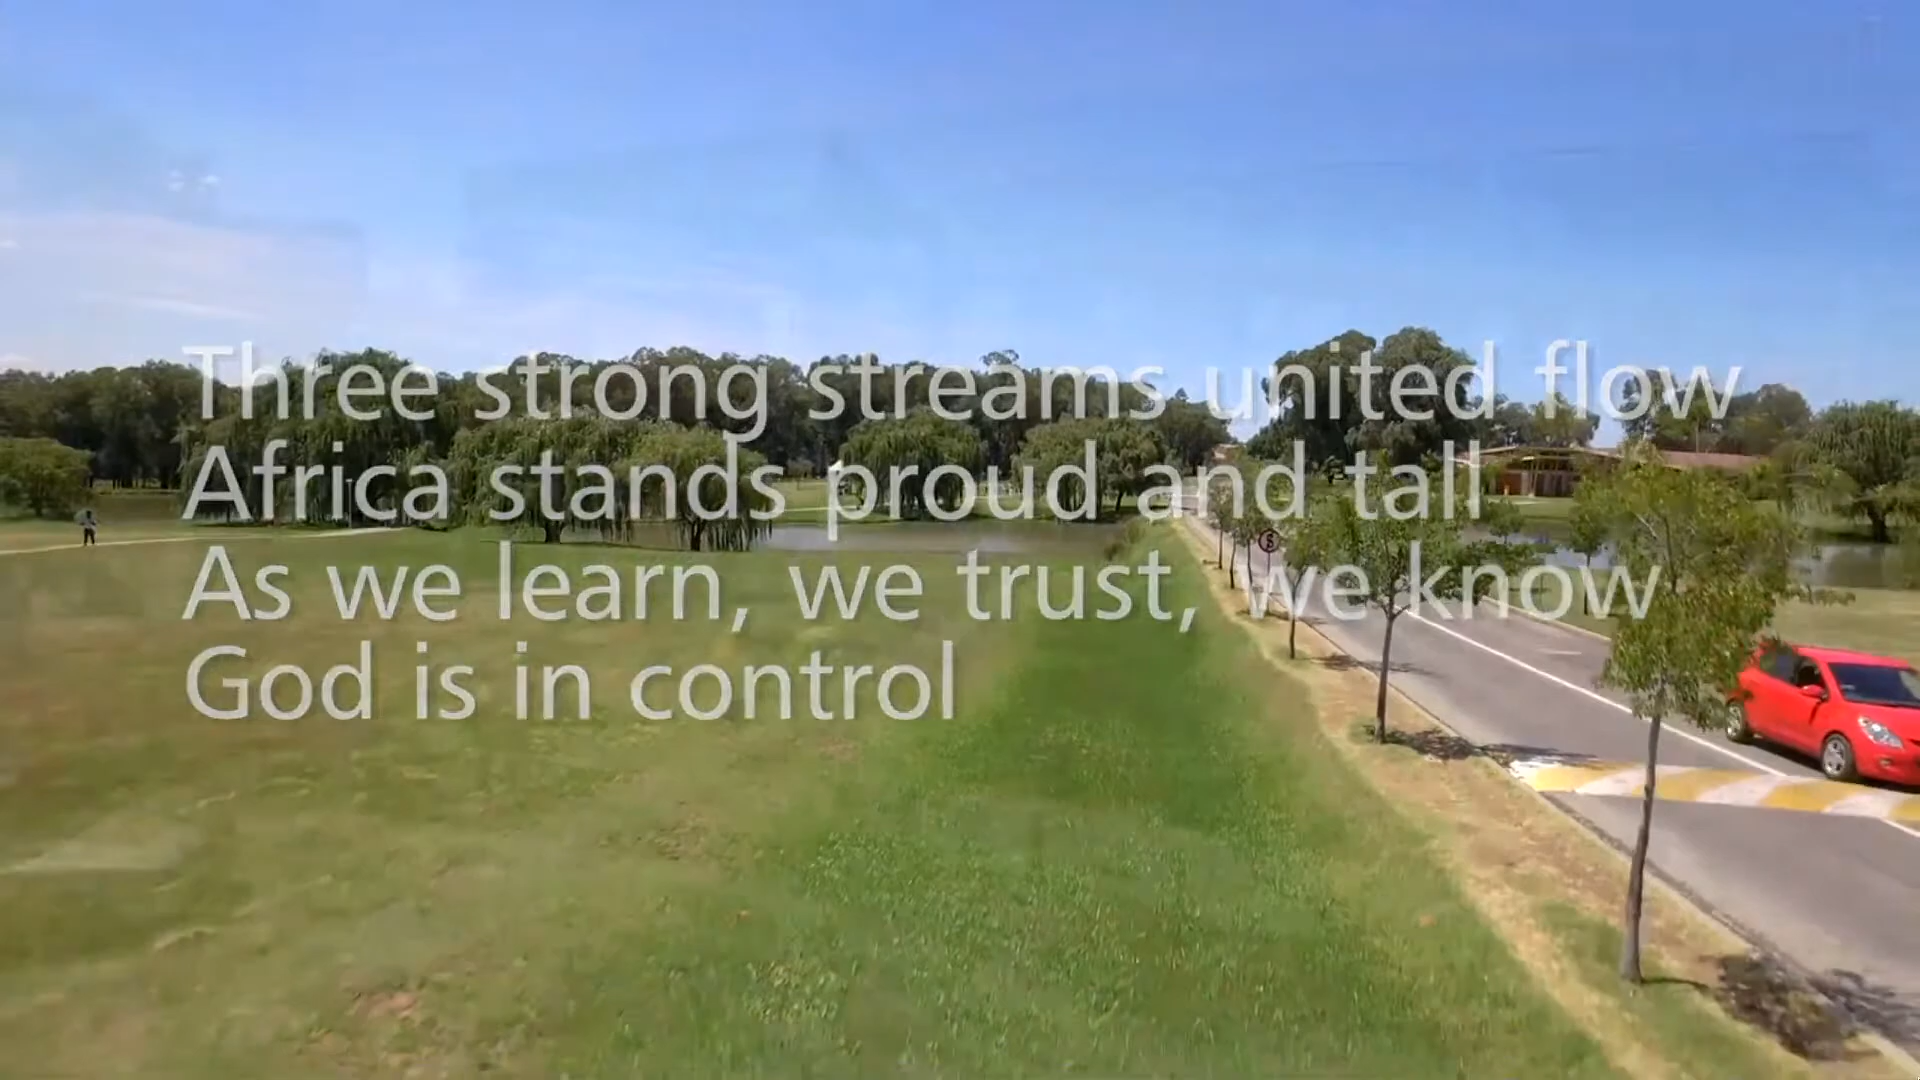 Three strong streams united flow
Africa stands proud and tall
As we learn, we trust, we know
God is in control